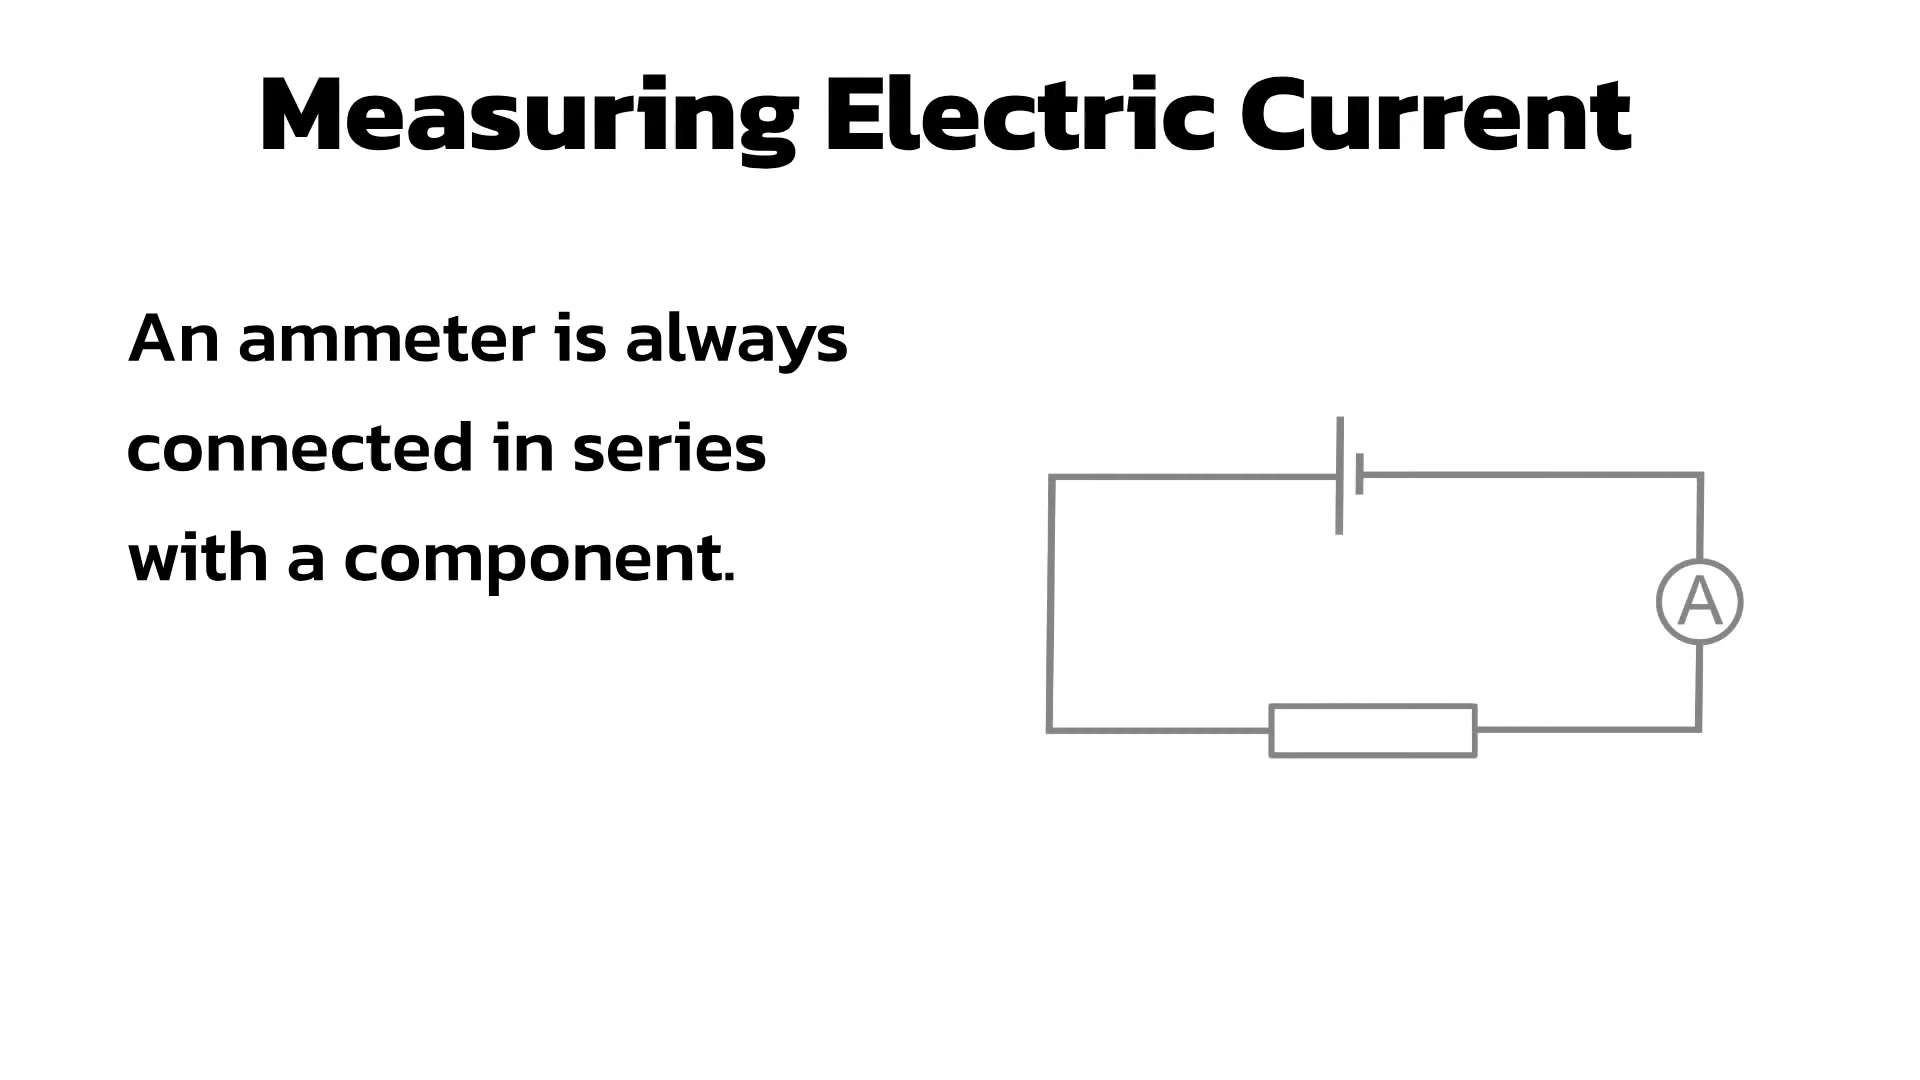 Measuring Electric Current
An ammeter is always
connected in series
with a component.
A